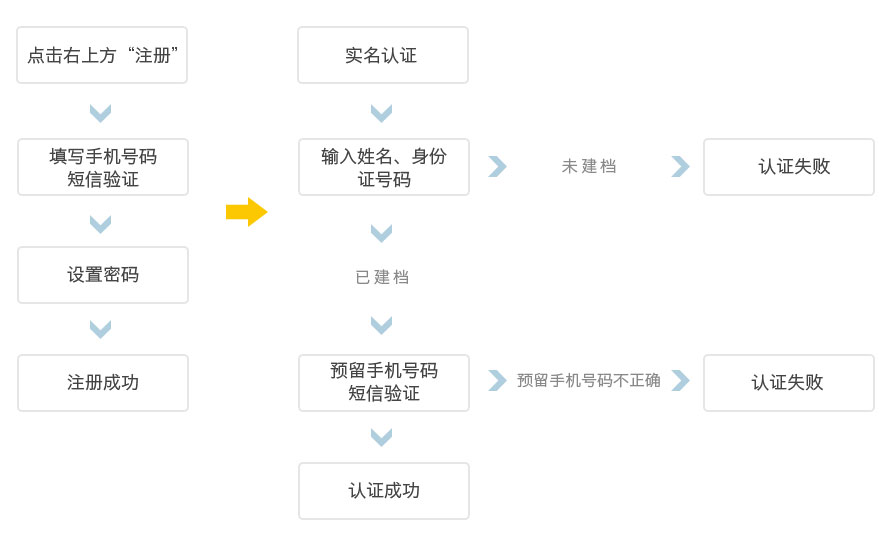 点击右上方“注册”
填写手机号码
短信验证
设置密码
注册成功
实名认证
输入姓名、身份
证号码
未建档
认证失败
已建档
预留手机号码
短信验证
预留手机号码不正确
认证失败
认证成功